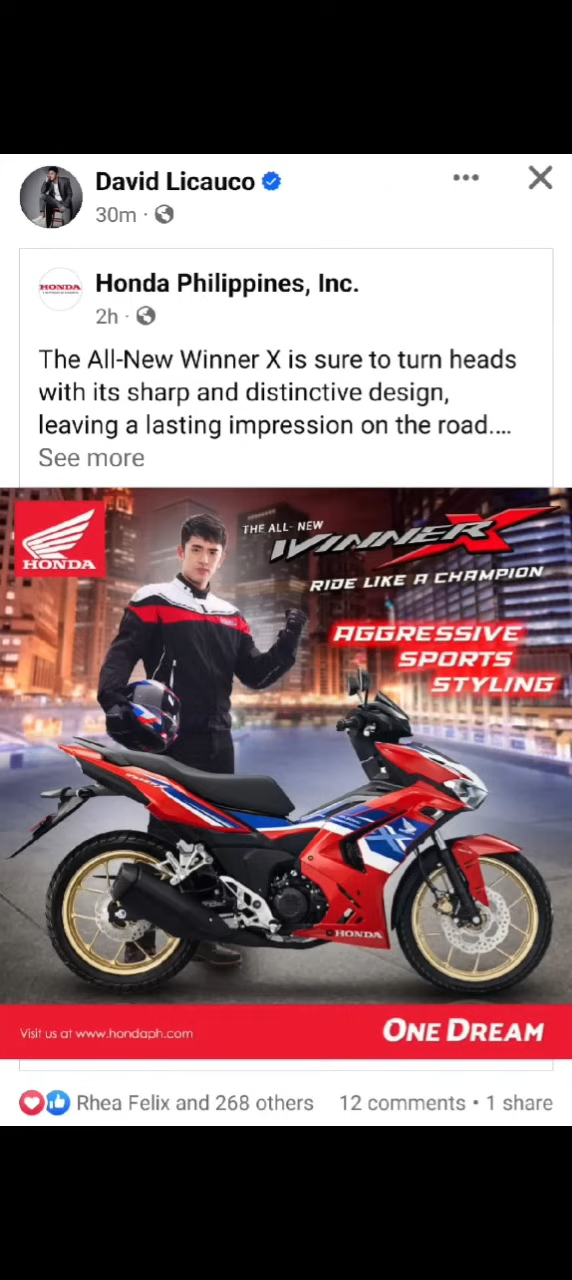 David Licauco
30m ·
HONDA
Honda Philippines, Inc.
2h ·
The All-New Winner X is sure to turn heads
with its sharp and distinctive design,
leaving a lasting impression on the road....
See more
HONDA
THE ALL-NEW
WINNER X
RIDE LIKE A CHAMPION
AGGRESSIVE
SPORTS
STYLING
HONDA
Visit us at www.hondaph.com
ONE DREAM
Rhea Felix and 268 others
12 comments • 1 share